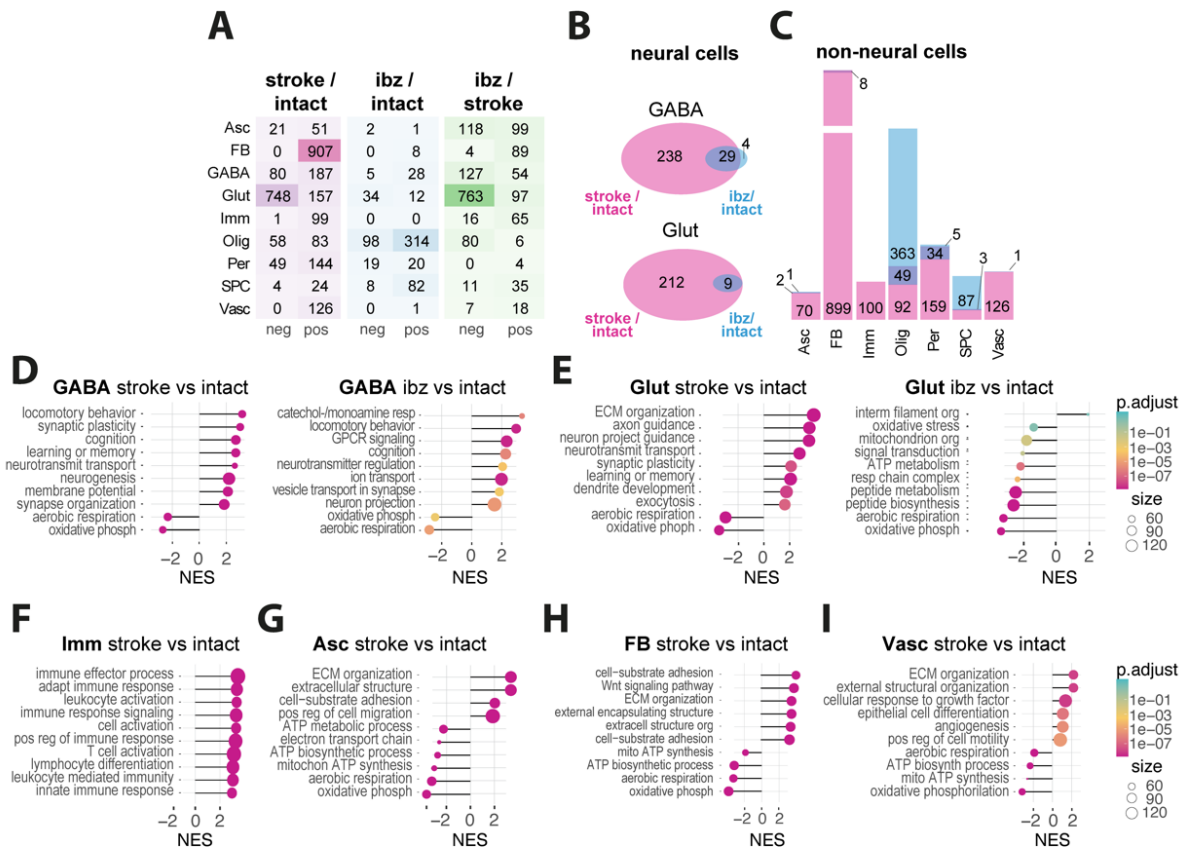 A
stroke / intact
ibz / intact
ibz / stroke
Asc 21 51 2 1 118 99
FB 0 907 0 8 4 89
GABA 80 187 5 28 127 54
Glut 748 157 34 12 763 97
Imm 1 99 0 0 16 65
Olig 58 83 98 314 80 6
Per 49 144 19 20 0 4
SPC 4 24 8 82 11 35
Vasc 0 126 0 1 7 18
neg pos neg pos neg pos
B
neural cells
GABA
238 29 4
stroke / intact
ibz/ intact
Glut
212 9
stroke / intact
ibz/ intact
C
non-neural cells
8
363
5
2 1
49
34
3
1
70 899 100 92 159 87 126
Asc FB Imm Olig Per SPC Vasc
D
GABA stroke vs intact
locomotory behavior
synaptic plasticity
cognition
learning or memory
neurotransmit transport
neurogenesis
membrane potential
synapse organization
aerobic respiration
oxidative phosph
−2 0 2
NES
GABA ibz vs intact
catechol-/monoamine resp
locomotory behavior
GPCR signaling
cognition
neurotransmitter regulation
ion transport
vesicle transport in synapse
neuron projection
oxidative phosph
aerobic respiration
−2 0 2
NES
E
Glut stroke vs intact
ECM organization
axon guidance
neuron project guidance
neurotransmit transport
synaptic plasticity
learning or memory
dendrite development
exocytosis
aerobic respiration
oxidative phoph
−2 0 2
NES
Glut ibz vs intact
interm filament org
oxidative stress
mitochondrion org
signal transduction
ATP metabolism
resp chain complex
peptide metabolism
peptide biosynthesis
aerobic respiration
oxidative phosph
−2 0 2
NES
p.adjust
1e−01
1e−03
1e−05
1e−07
size
60
90
120
F
Imm stroke vs intact
immune effector process
adapt immune response
leukocyte activation
immune response signaling
cell activation
pos reg of immune response
T cell activation
lymphocyte differentiation
leukocyte mediated immunity
innate immune response
−2 0 2
NES
G
Asc stroke vs intact
ECM organization
extracellular structure
cell−substrate adhesion
pos reg of cell migration
ATP metabolic process
electron transport chain
ATP biosynthetic process
mitochon ATP synthesis
aerobic respiration
oxidative phosph
−2 0 2
NES
H
FB stroke vs intact
cell−substrate adhesion
Wnt signaling pathway
ECM organization
external encapsulating structure
extracell structure org
cell−substrate adhesion
mito ATP synthesis
ATP biosynthetic process
aerobic respiration
oxidative phosph
−2 0 2
NES
I
Vasc stroke vs intact
ECM organization
external structural organization
cellular response to growth factor
epithelial cell differentiation
angiogenesis
pos reg of cell motility
aerobic respiration
ATP biosynth process
mito ATP synthesis
oxidative phosphorilation
−2 0 2
NES
p.adjust
1e−01
1e−03
1e−05
1e−07
size
60
90
120